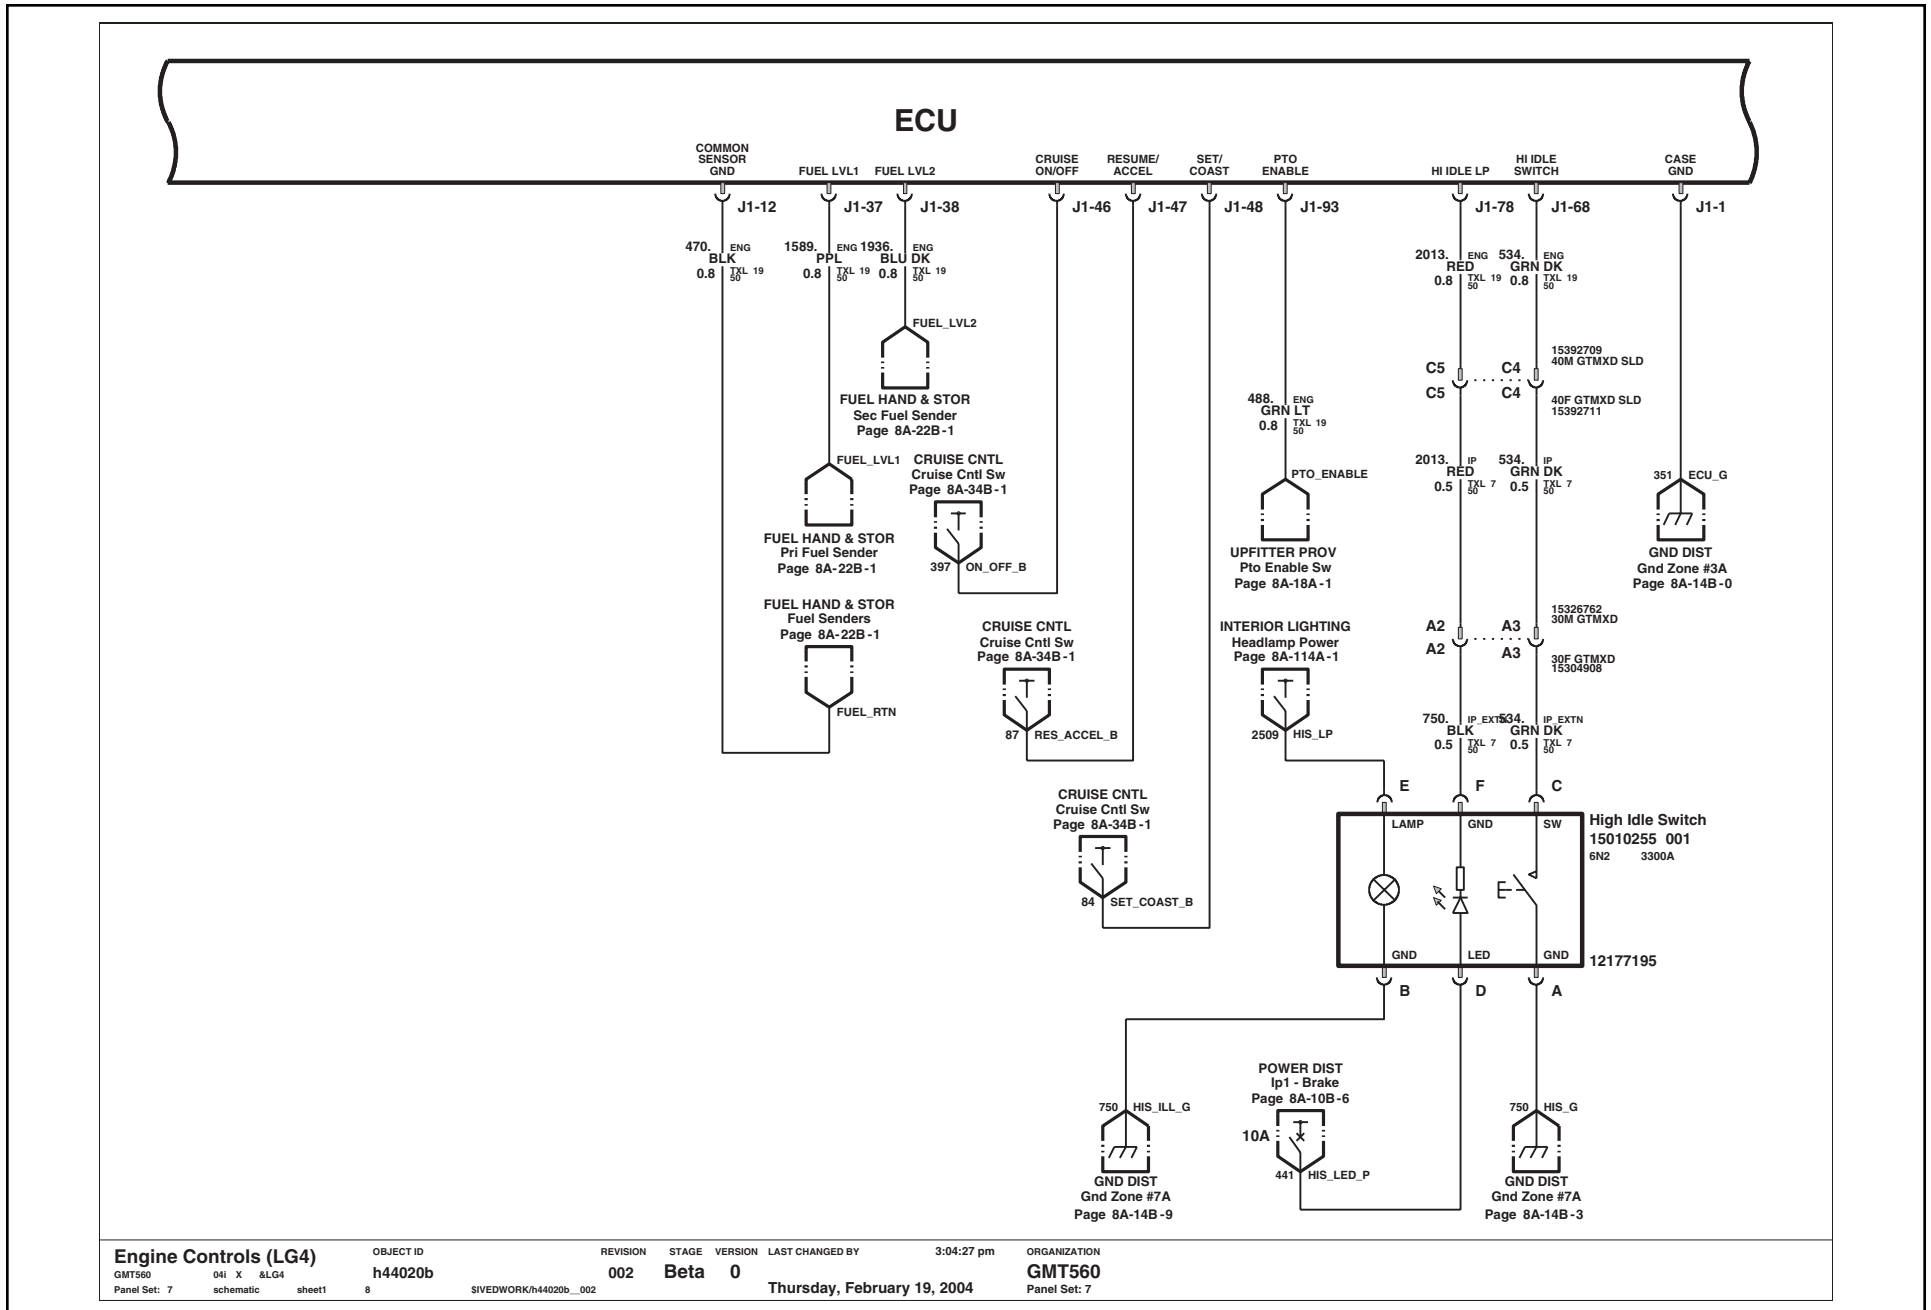 ECU
COMMON
SENSOR
GND
FUEL LVL1
FUEL LVL2
CRUISE
ON/OFF
RESUME/
ACCEL
SET/
COAST
PTO
ENABLE
HI IDLE LP
HI IDLE
SWITCH
CASE
GND
J1-12
J1-37
J1-38
J1-46
J1-47
J1-48
J1-93
J1-78
J1-68
J1-1
470. ENG
BLK
0.8 TXL 19
50
1589. ENG
PPL
0.8 TXL 19
50
1936. ENG
BLU DK
0.8 TXL 19
50
2013. ENG
RED
0.8 TXL 19
50
534. ENG
GRN DK
0.8 TXL 19
50
FUEL_LVL2
FUEL HAND & STOR
Sec Fuel Sender
Page 8A-22B-1
C5
C4
C5
C4
15392709
40M GTMXD SLD
40F GTMXD SLD
15392711
488. ENG
GRN LT
0.8 TXL 19
50
FUEL_LVL1
FUEL HAND & STOR
Pri Fuel Sender
Page 8A-22B-1
CRUISE CNTL
Cruise Cntl Sw
Page 8A-34B-1
397 ON_OFF_B
PTO_ENABLE
UPFITTER PROV
Pto Enable Sw
Page 8A-18A-1
2013. IP
RED
0.5 TXL 7
50
534. IP
GRN DK
0.5 TXL 7
50
351 ECU_G
GND DIST
Gnd Zone #3A
Page 8A-14B-0
FUEL HAND & STOR
Fuel Senders
Page 8A-22B-1
FUEL_RTN
CRUISE CNTL
Cruise Cntl Sw
Page 8A-34B-1
87 RES_ACCEL_B
INTERIOR LIGHTING
Headlamp Power
Page 8A-114A-1
2509 HIS_LP
A2
A3
A2
A3
15326762
30M GTMXD
30F GTMXD
15304908
750. IP_EXTN
BLK
0.5 TXL 7
50
534. IP_EXTN
GRN DK
0.5 TXL 7
50
CRUISE CNTL
Cruise Cntl Sw
Page 8A-34B-1
84 SET_COAST_B
E
F
C
LAMP
GND
SW
High Idle Switch
15010255 001
6N2 3300A
GND
LED
GND
12177195
B
D
A
750 HIS_ILL_G
GND DIST
Gnd Zone #7A
Page 8A-14B-9
POWER DIST
Ip1 - Brake
Page 8A-10B-6
10A
441 HIS_LED_P
750 HIS_G
GND DIST
Gnd Zone #7A
Page 8A-14B-3
Engine Controls (LG4)
GMT560 04i X &LG4
Panel Set: 7 schematic sheet1 8 $IVEDWORK/h44020b__002
OBJECT ID
h44020b
REVISION
002
STAGE
Beta
VERSION
0
LAST CHANGED BY 3:04:27 pm
Thursday, February 19, 2004
ORGANIZATION
GMT560
Panel Set: 7